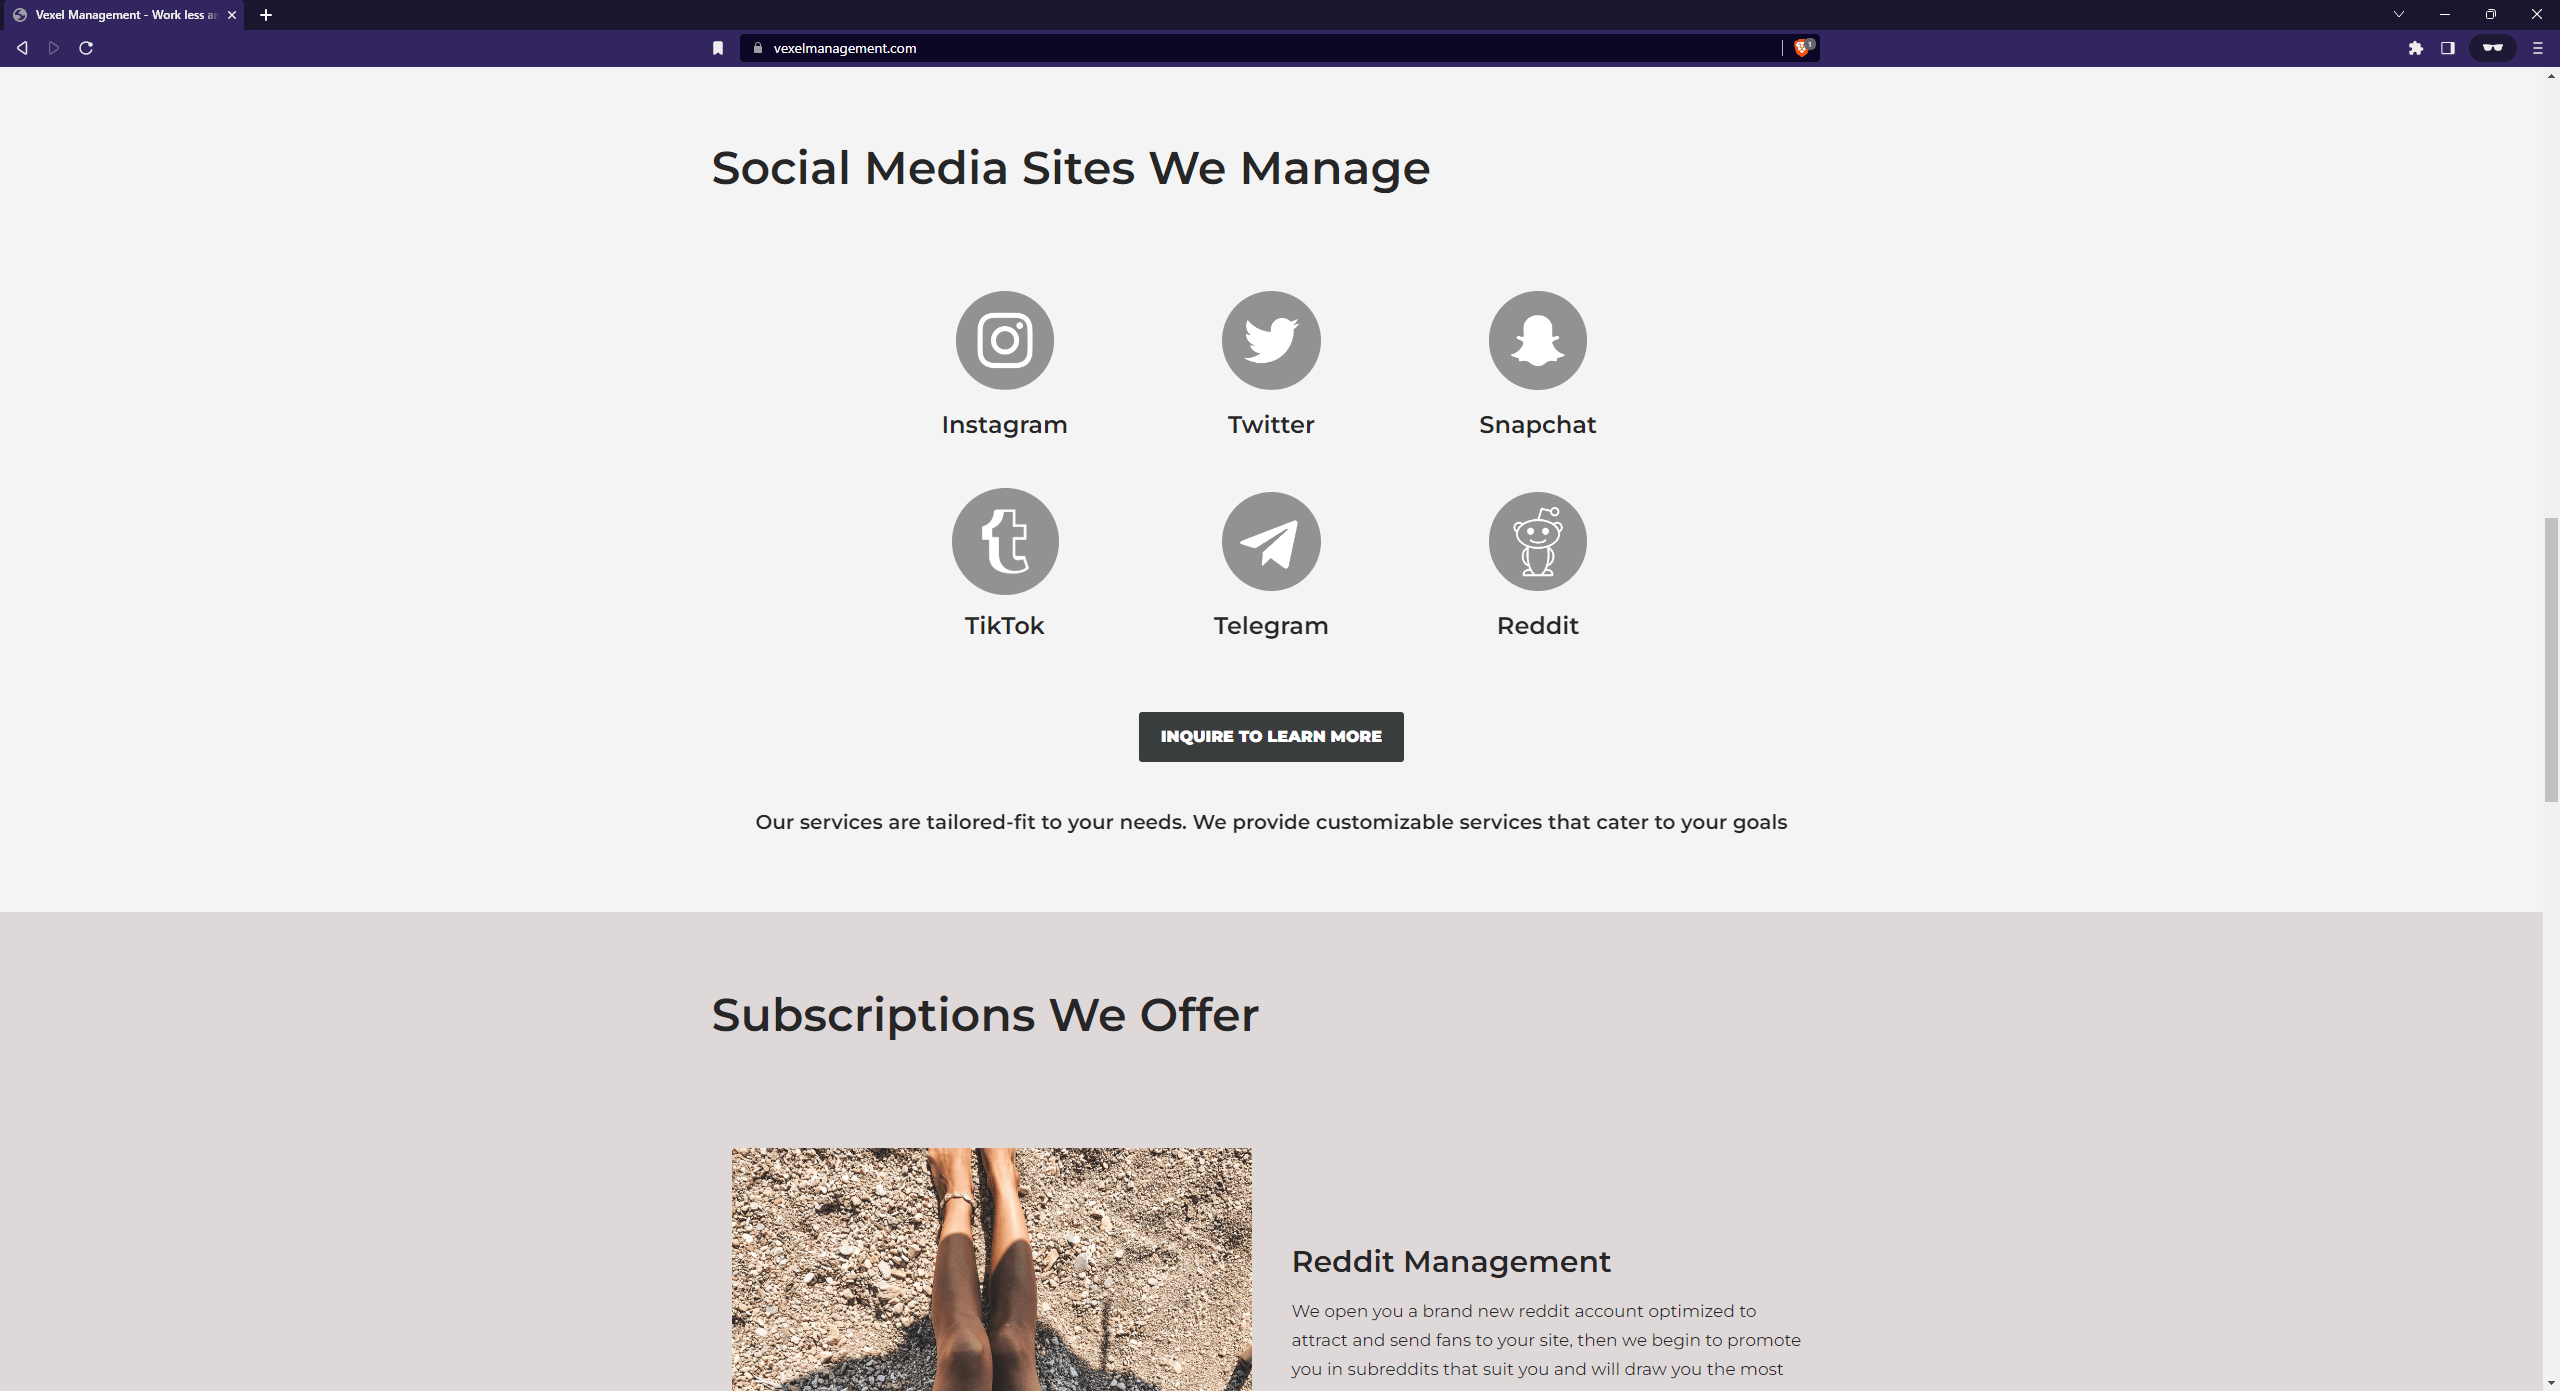 Vexel Management - Work less a
vexelmanagement.com
1
Social Media Sites We Manage
Instagram
Twitter
Snapchat
t
TikTok
Telegram
Reddit
INQUIRE TO LEARN MORE
Our services are tailored-fit to your needs. We provide customizable services that cater to your goals
Subscriptions We Offer
Reddit Management
We open you a brand new reddit account optimized to
attract and send fans to your site, then we begin to promote
you in subreddits that suit you and will draw you the most